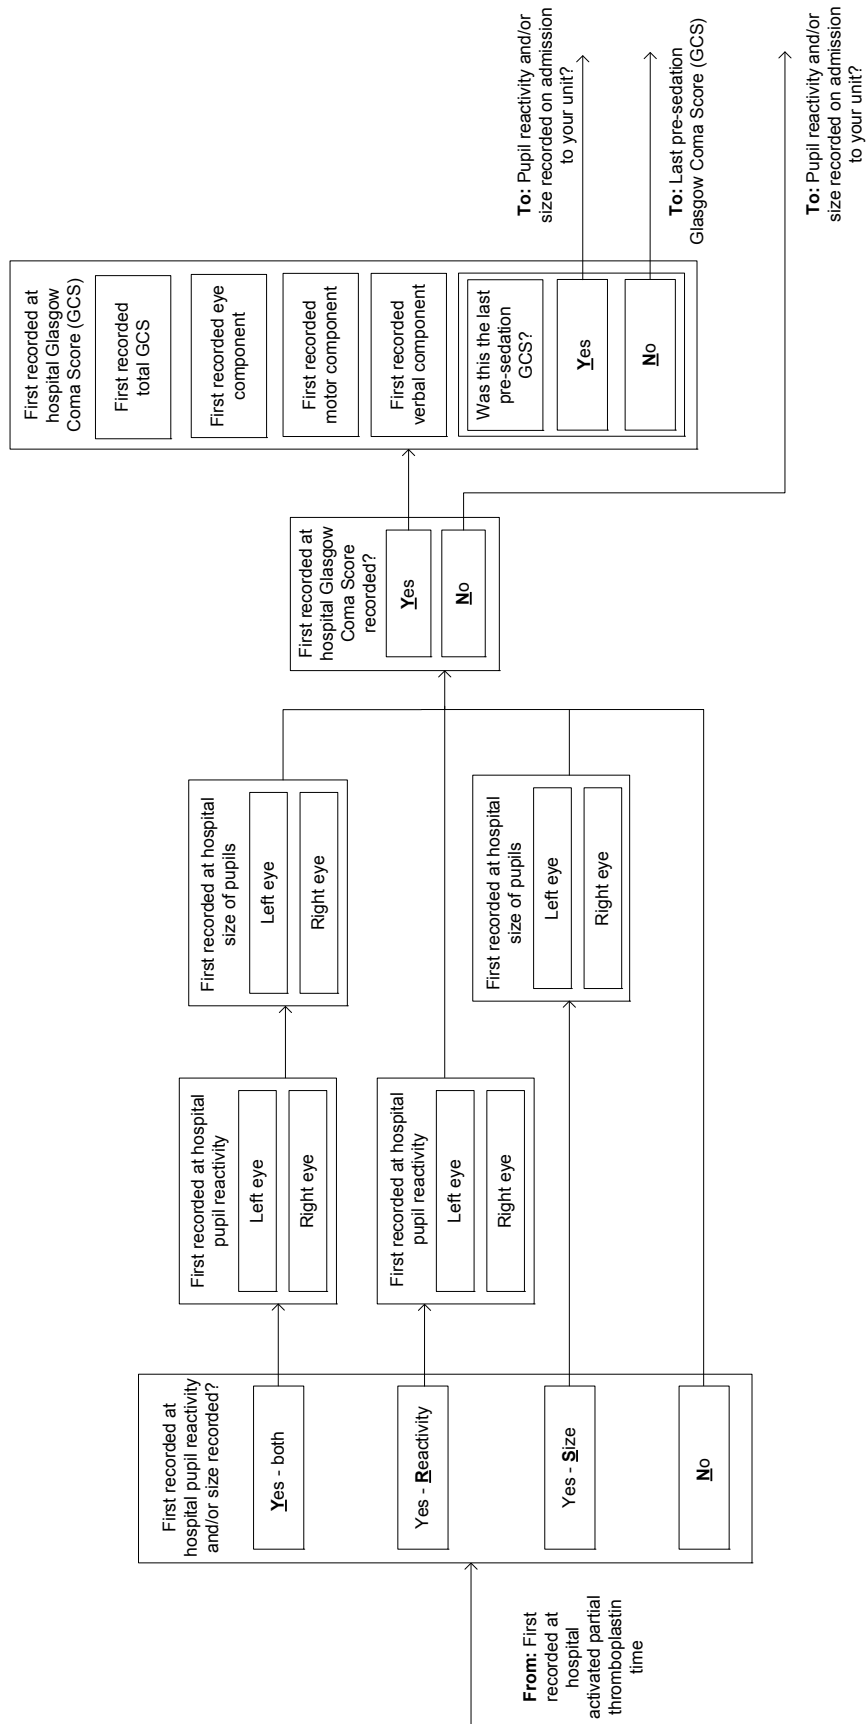 From: First
recorded at
hospital
activated partial
thromboplastin
time
First recorded at
hospital pupil reactivity
and/or size recorded?
Yes - both
Yes - Reactivity
Yes - Size
No
First recorded at hospital
pupil reactivity
Left eye
Right eye
First recorded at hospital
pupil reactivity
Left eye
Right eye
First recorded at hospital
size of pupils
Left eye
Right eye
First recorded at hospital
size of pupils
Left eye
Right eye
First recorded at
hospital Glasgow
Coma Score
recorded?
Yes
No
First recorded at
hospital Glasgow
Coma Score (GCS)
First recorded
total GCS
First recorded eye
component
First recorded
motor component
First recorded
verbal component
Was this the last
pre-sedation
GCS?
Yes
No
To: Pupil reactivity and/or
size recorded on admission
to your unit?
To: Last pre-sedation
Glasgow Coma Score (GCS)
To: Pupil reactivity and/or
size recorded on admission
to your unit?